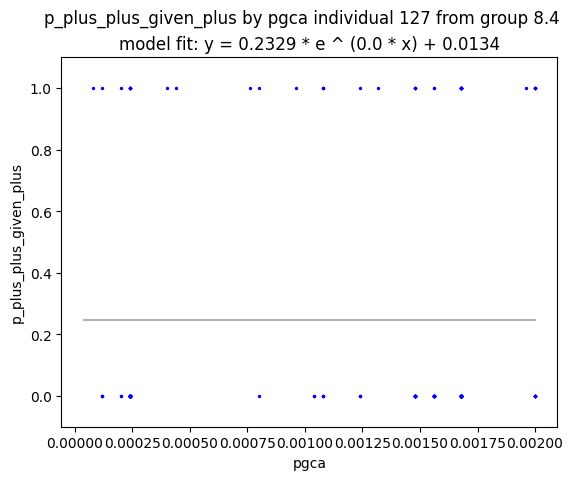 p_plus_plus_given_plus by pgca individual 127 from group 8.4
model fit: y = 0.2329 * e ^ (0.0 * x) + 0.0134
1.0
0.8
0.6
0.4
0.2
0.0
p_plus_plus_given_plus
0.00000 0.00025 0.00050 0.00075 0.00100 0.00125 0.00150 0.00175 0.00200
pgca